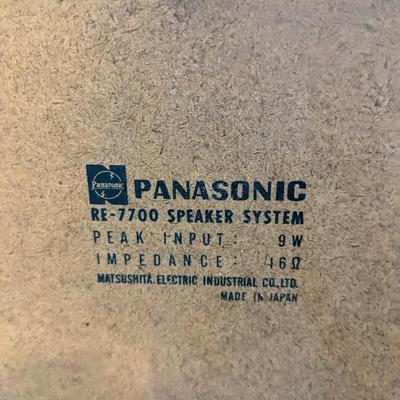 Panasonic PANASONIC
RE-7700 SPEAKER SYSTEM
PEAK INPUT: 9W
IMPEDANCE: 16Ω
MATSUSHITA ELECTRIC INDUSTRIAL CO., LTD.
MADE IN JAPAN